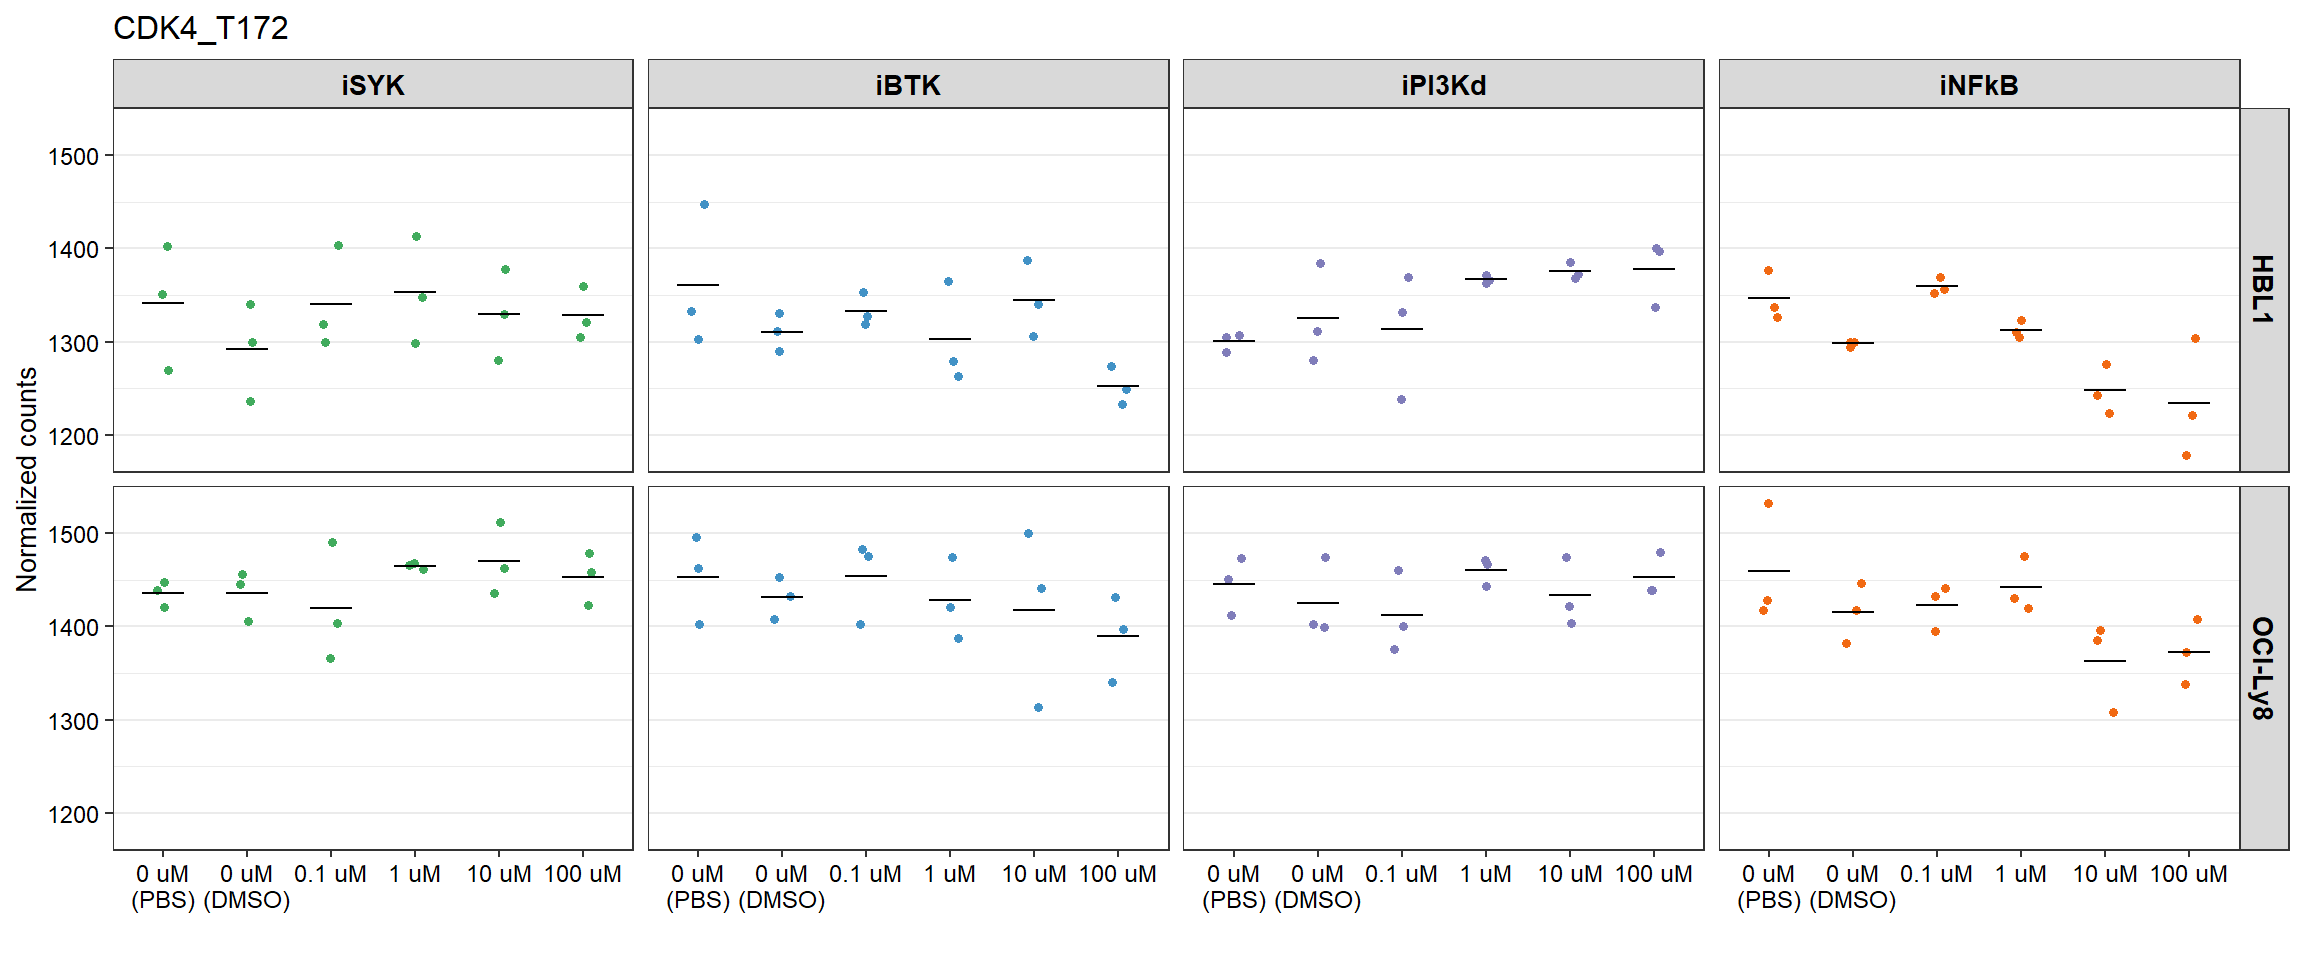 CDK4_T172
iSYK
iBTK
iPI3Kd
iNFkB
Normalized counts
1500
1400
1300
1200
HBL1
1500
1400
1300
1200
OCI-Ly8
0 uM 0 uM 0.1 uM 1 uM 10 uM 100 uM
(PBS) (DMSO)
0 uM 0 uM 0.1 uM 1 uM 10 uM 100 uM
(PBS) (DMSO)
0 uM 0 uM 0.1 uM 1 uM 10 uM 100 uM
(PBS) (DMSO)
0 uM 0 uM 0.1 uM 1 uM 10 uM 100 uM
(PBS) (DMSO)